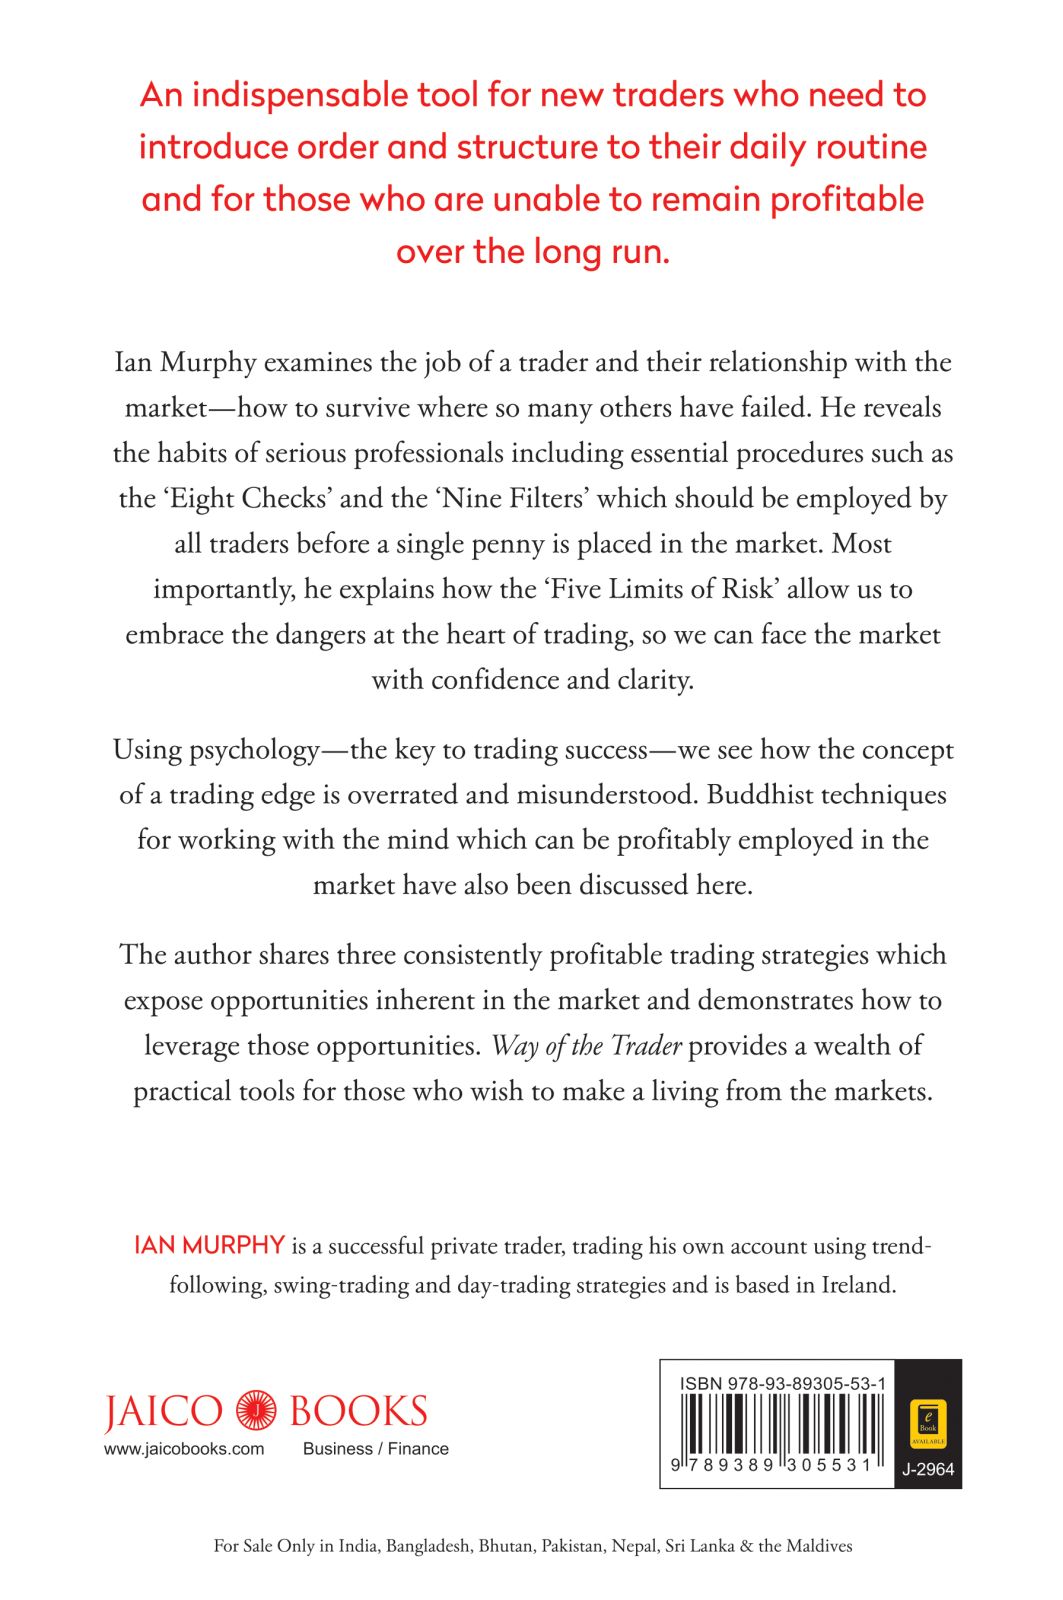 An indispensable tool for new traders who need to
introduce order and structure to their daily routine
and for those who are unable to remain profitable
over the long run.
Ian Murphy examines the job of a trader and their relationship with the
market—how to survive where so many others have failed. He reveals
the habits of serious professionals including essential procedures such as
the ‘Eight Checks’ and the ‘Nine Filters’ which should be employed by
all traders before a single penny is placed in the market. Most
importantly, he explains how the ‘Five Limits of Risk’ allow us to
embrace the dangers at the heart of trading, so we can face the market
with confidence and clarity.
Using psychology—the key to trading success—we see how the concept
of a trading edge is overrated and misunderstood. Buddhist techniques
for working with the mind which can be profitably employed in the
market have also been discussed here.
The author shares three consistently profitable trading strategies which
expose opportunities inherent in the market and demonstrates how to
leverage those opportunities. Way of the Trader provides a wealth of
practical tools for those who wish to make a living from the markets.
IAN MURPHY is a successful private trader, trading his own account using trend-
following, swing-trading and day-trading strategies and is based in Ireland.
JAICO J BOOKS
www.jaicobooks.com Business / Finance
ISBN 978-93-89305-53-1
9 789389 305531
e
Book
AVAILABLE
J-2964
For Sale Only in India, Bangladesh, Bhutan, Pakistan, Nepal, Sri Lanka & the Maldives